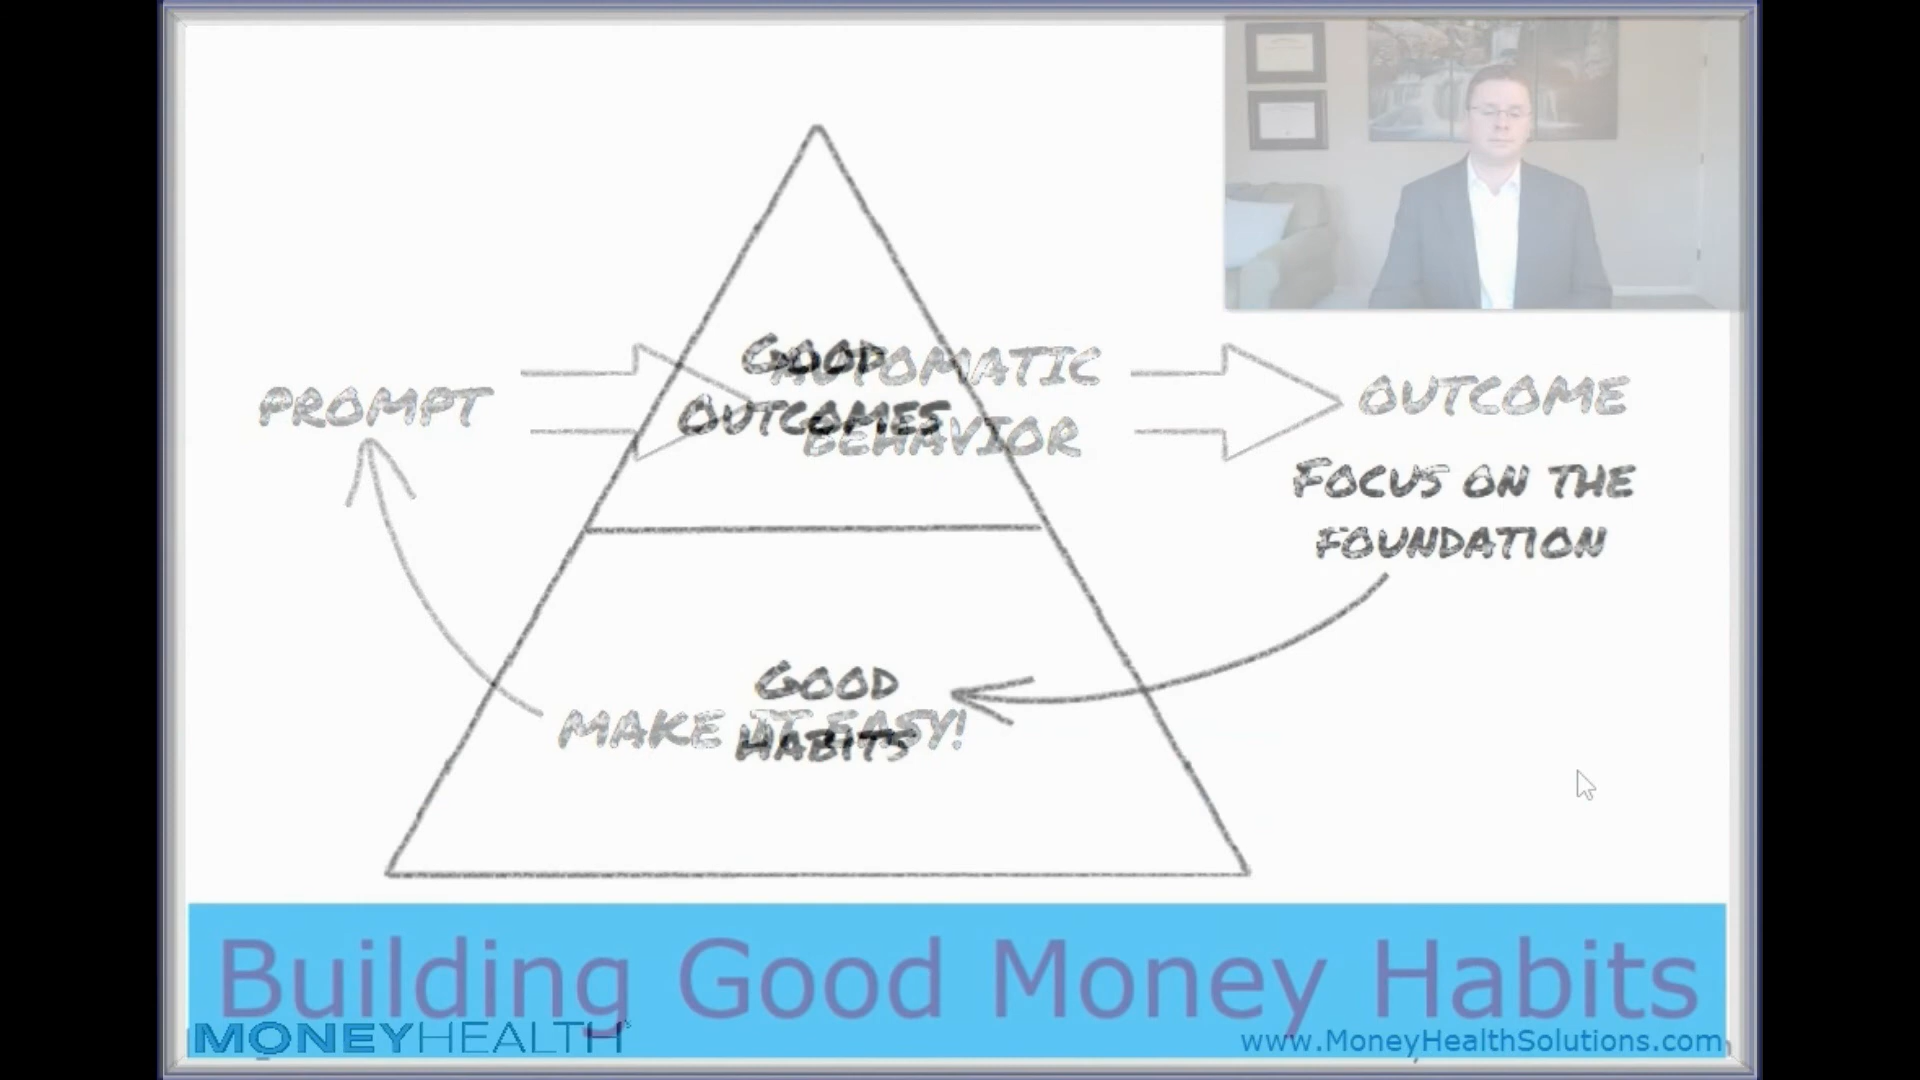 PROMPT
AUTOMATIC
BEHAVIOR
OUTCOME
GOOD
OUTCOMES
FOCUS ON THE
FOUNDATION
GOOD
HABITS
MAKE IT EASY!
Building Good Money Habits
MONEYHEALTH
www.MoneyHealthSolutions.com